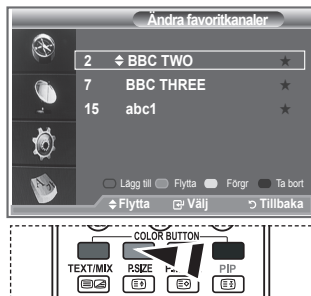 Ändra favoritkanaler
2 BBC TWO
7 BBC THREE
15 abc1
Lägg till Flytta Förgr Ta bort
Flytta Välj Tillbaka
COLOR BUTTON
TEXT/MIX P.SIZE PIP